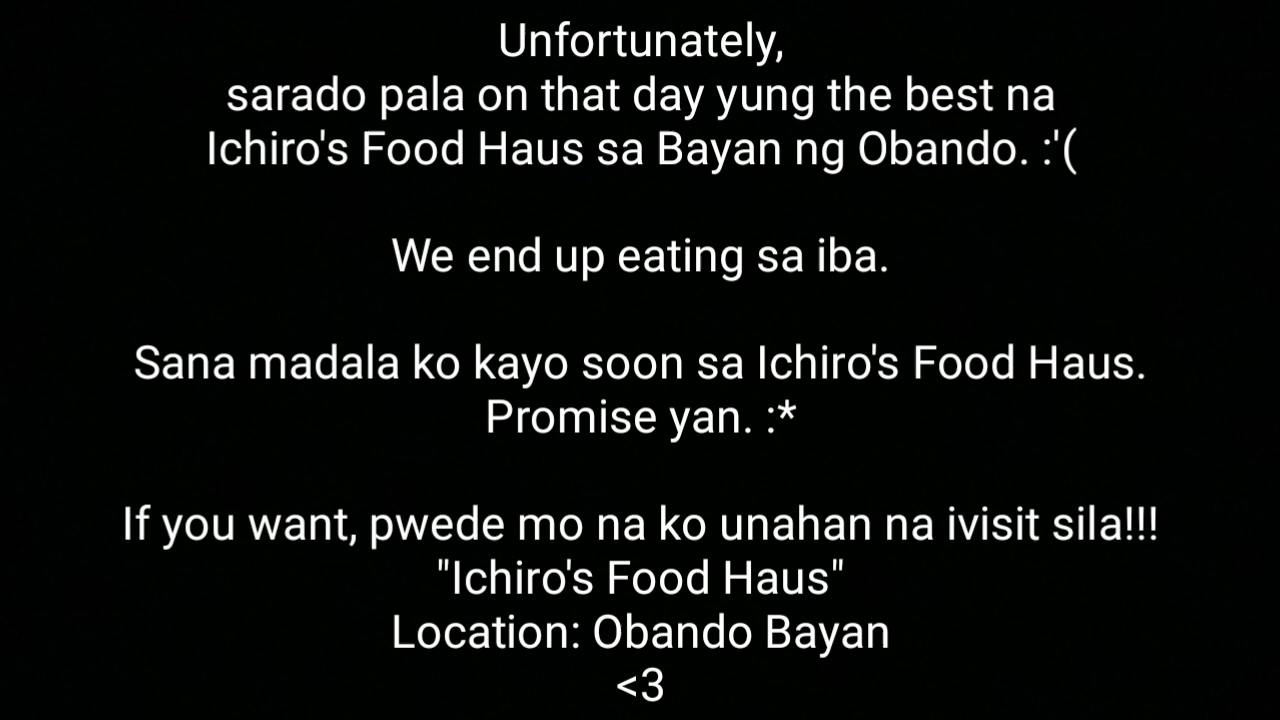 Unfortunately,
sarado pala on that day yung the best na
Ichiro's Food Haus sa Bayan ng Obando. :'(
We end up eating sa iba.
Sana madala ko kayo soon sa Ichiro's Food Haus.
Promise yan. :*
If you want, pwede mo na ko unahan na ivisit sila!!!
"Ichiro's Food Haus"
Location: Obando Bayan
<3